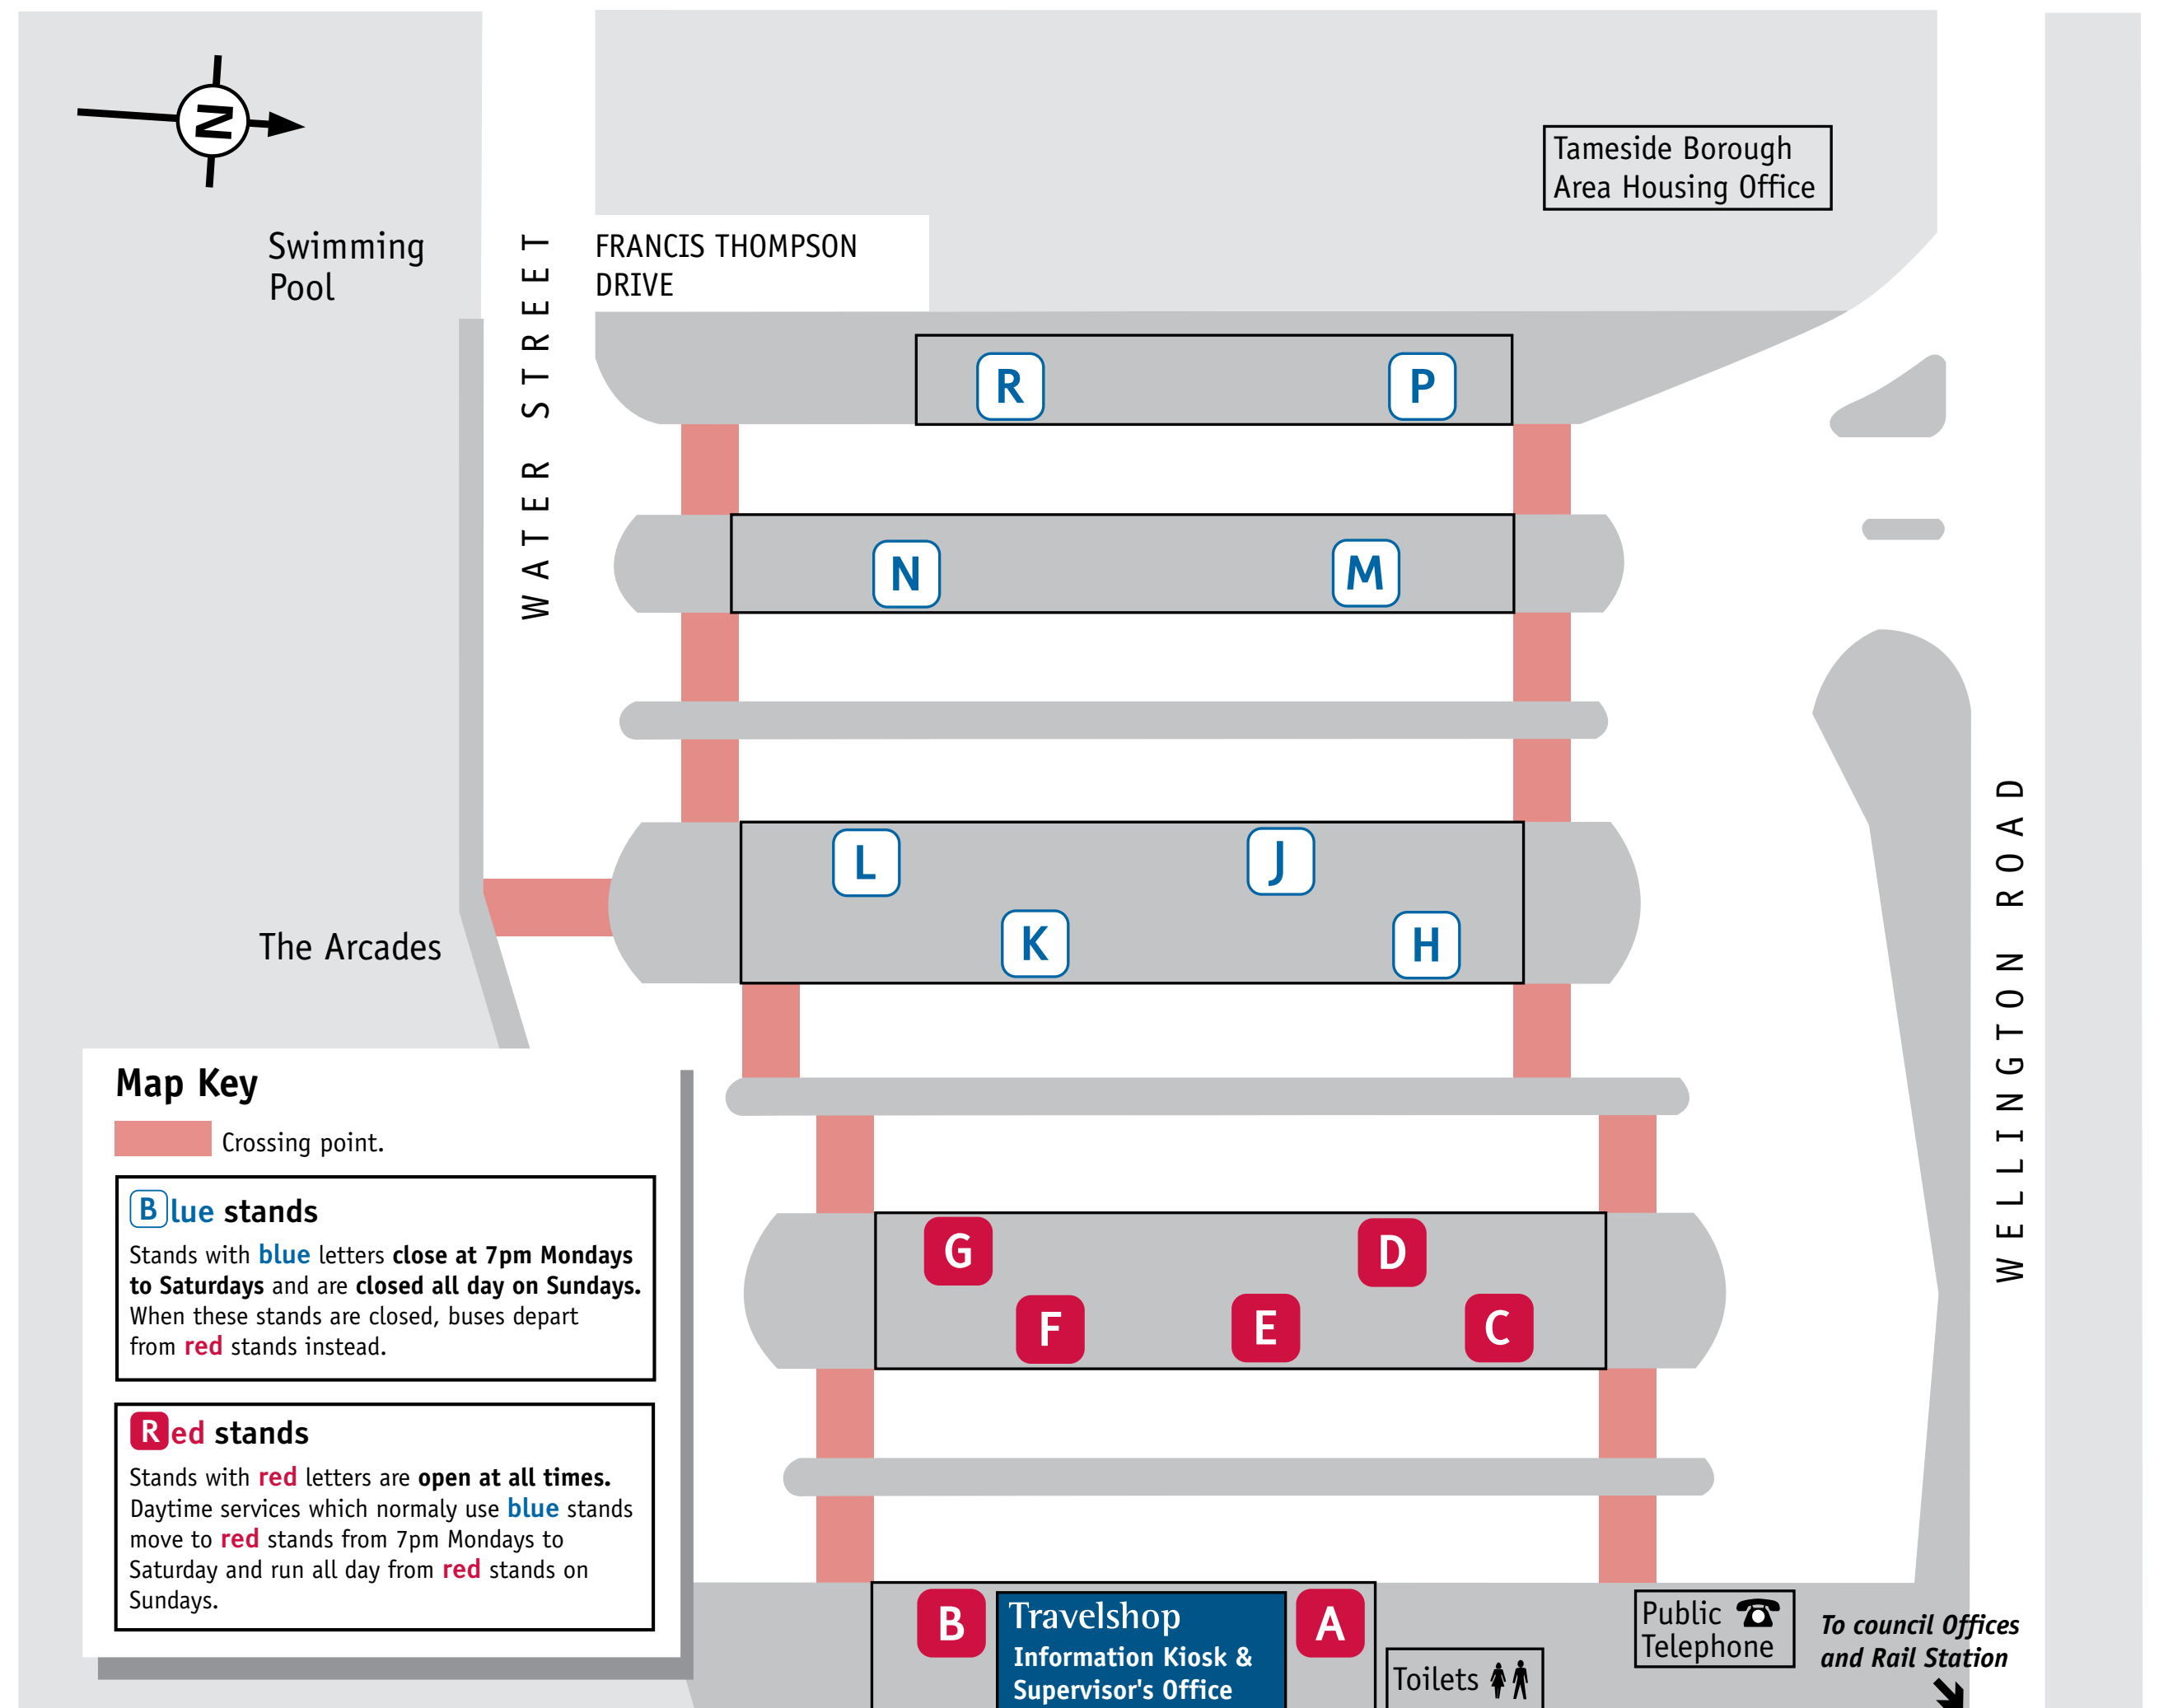 N
Tameside Borough
Area Housing Office
Swimming
Pool
WATER STREET
FRANCIS THOMPSON
DRIVE
R
P
N
M
L
J
K
H
The Arcades
WELLINGTON ROAD
Map Key
Crossing point.
Blue stands
Stands with blue letters close at 7pm Mondays
to Saturdays and are closed all day on Sundays.
When these stands are closed, buses depart
from red stands instead.
Red stands
Stands with red letters are open at all times.
Daytime services which normaly use blue stands
move to red stands from 7pm Mondays to
Saturday and run all day from red stands on
Sundays.
G
D
F
E
C
B
Travelshop
Information Kiosk &
Supervisor's Office
A
Toilets
Public
Telephone
To council Offices
and Rail Station